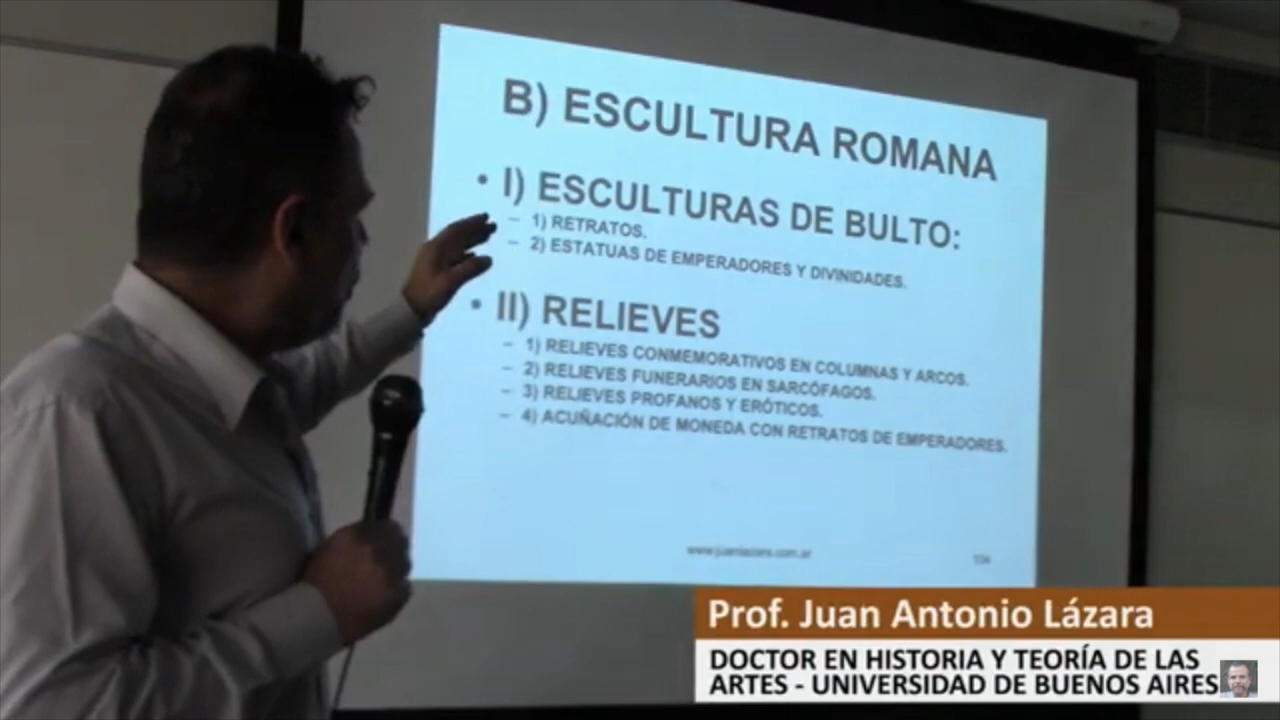 B) ESCULTURA ROMANA
• I) ESCULTURAS DE BULTO:
– 1) RETRATOS.
– 2) ESTATUAS DE EMPERADORES Y DIVINIDADES.
• II) RELIEVES
– 1) RELIEVES CONMEMORATIVOS EN COLUMNAS Y ARCOS.
– 2) RELIEVES FUNERARIOS EN SARCÓFAGOS.
– 3) RELIEVES PROFANOS Y ERÓTICOS.
– 4) ACUÑACIÓN DE MONEDA CON RETRATOS DE EMPERADORES.
www.juanlazara.com.ar
104
Prof. Juan Antonio Lázara
DOCTOR EN HISTORIA Y TEORÍA DE LAS
ARTES - UNIVERSIDAD DE BUENOS AIRES